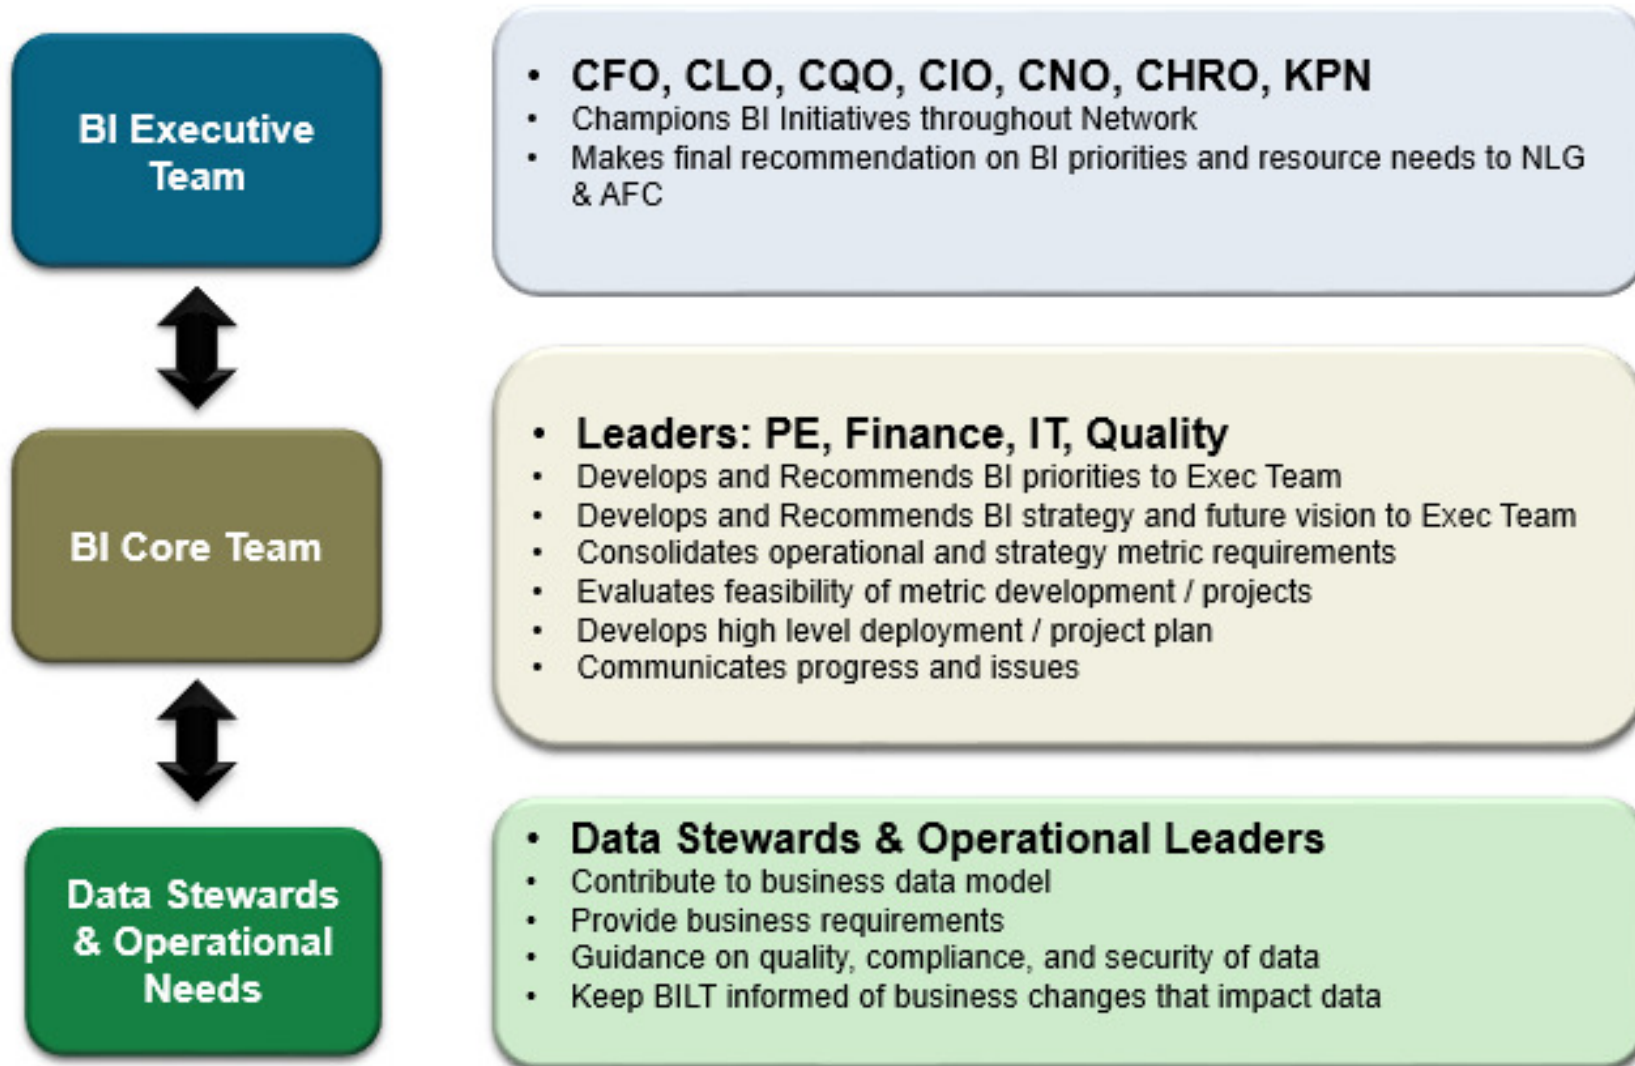 BI Executive
Team
• CFO, CLO, CQO, CIO, CNO, CHRO, KPN
• Champions BI Initiatives throughout Network
• Makes final recommendation on BI priorities and resource needs to NLG
& AFC
BI Core Team
• Leaders: PE, Finance, IT, Quality
• Develops and Recommends BI priorities to Exec Team
• Develops and Recommends BI strategy and future vision to Exec Team
• Consolidates operational and strategy metric requirements
• Evaluates feasibility of metric development / projects
• Develops high level deployment / project plan
• Communicates progress and issues
Data Stewards
& Operational
Needs
• Data Stewards & Operational Leaders
• Contribute to business data model
• Provide business requirements
• Guidance on quality, compliance, and security of data
• Keep BILT informed of business changes that impact data